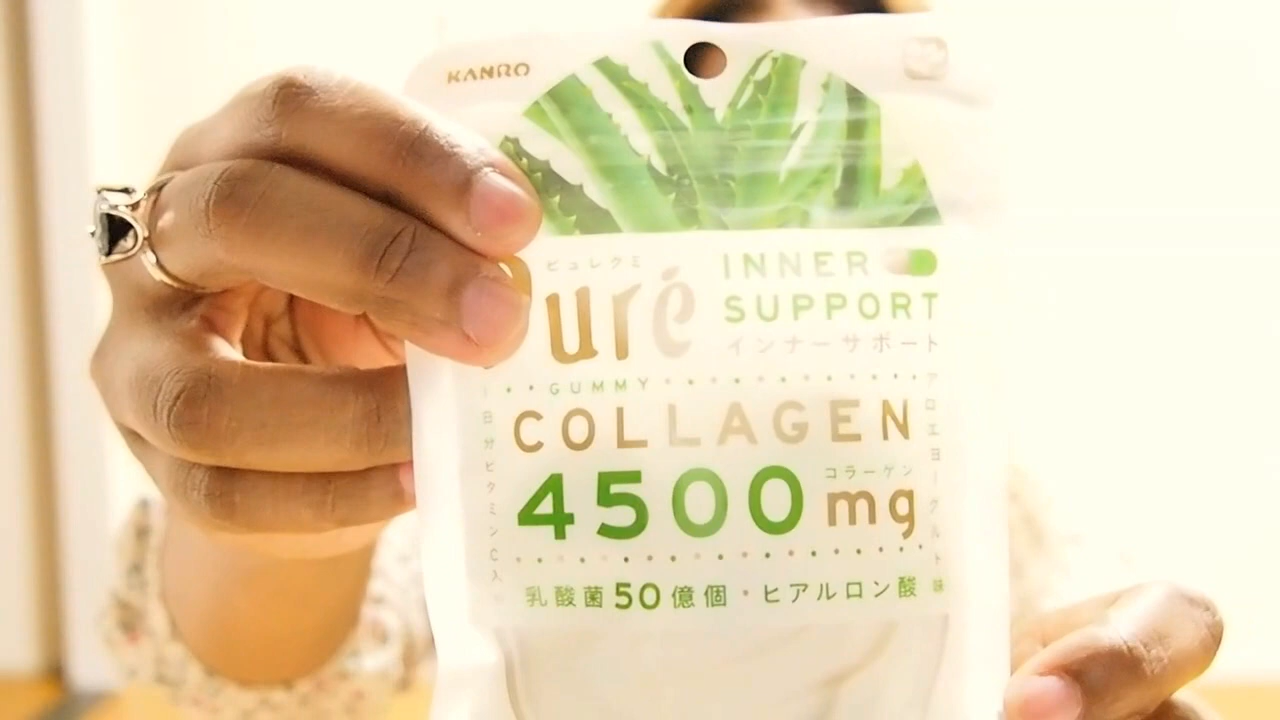 KANRO
ピュレグミ
Puré
INNER
SUPPORT
インナーサポート
GUMMY
COLLAGEN
4500
コラーゲン
mg
乳酸菌50億個・ヒアルロン酸
一日分ビタミンC入
アロエヨーグルト味